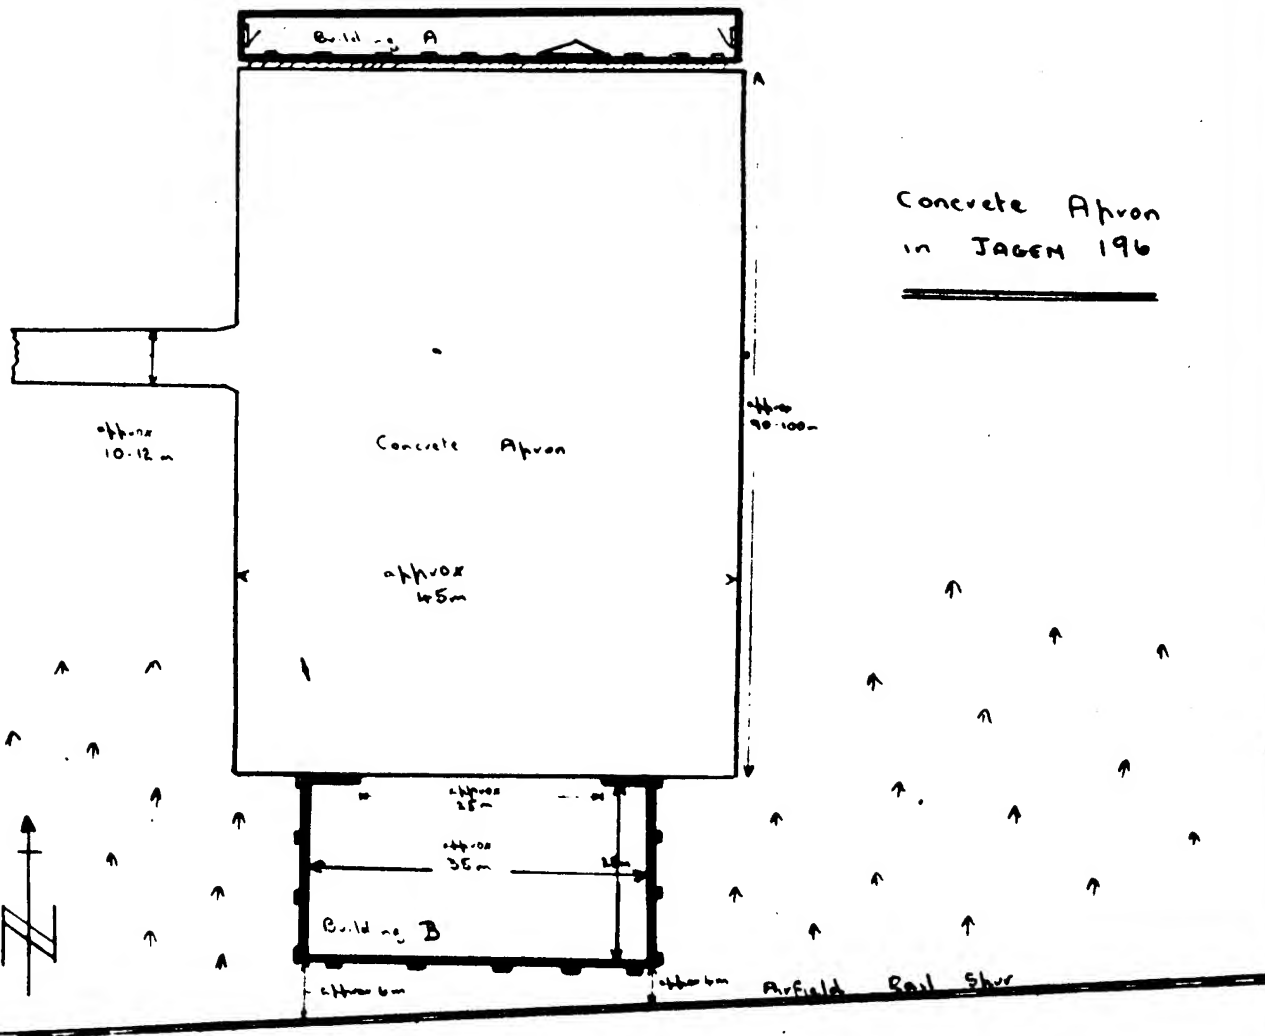 Building A
A
Concrete Apron
in JAGEN 196
approx
90-100m
approx
10-12 m
Concrete Apron
approx
45m
approx
25m
approx
35m
Building B
N
approx 6m
approx 6m
Airfield Rail Spur